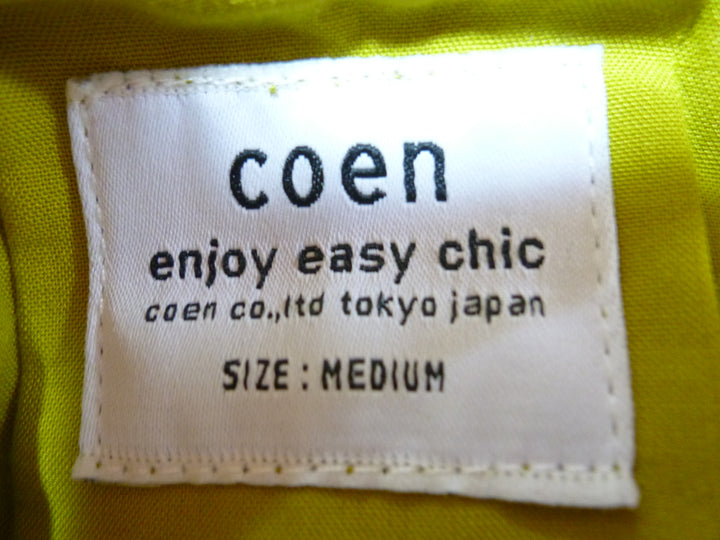 coen
enjoy easy chic
coen co.,ltd tokyo japan
SIZE : MEDIUM